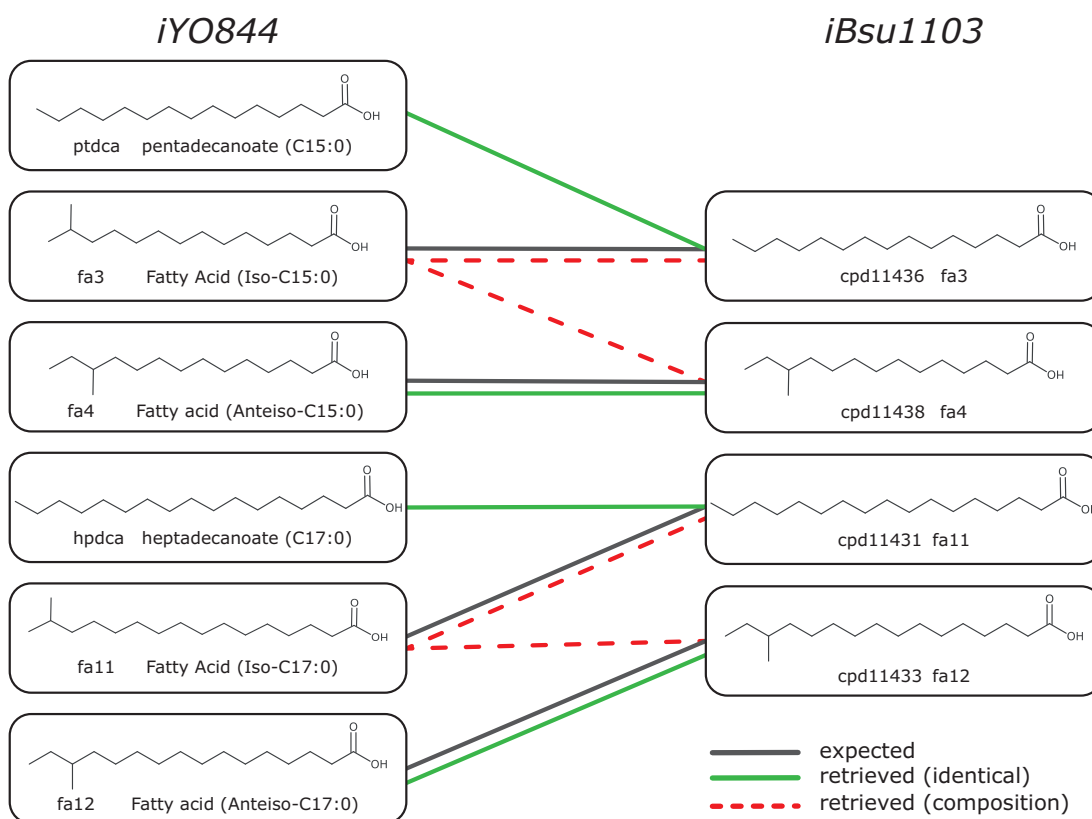 iYO844
iBsu1103
O
OH
ptdca pentadecanoate (C15:0)
O
OH
fa3 Fatty Acid (Iso-C15:0)
O
OH
cpd11436 fa3
O
OH
fa4 Fatty acid (Anteiso-C15:0)
O
OH
cpd11438 fa4
O
OH
hpdca heptadecanoate (C17:0)
O
OH
cpd11431 fa11
O
OH
fa11 Fatty Acid (Iso-C17:0)
O
OH
cpd11433 fa12
O
OH
fa12 Fatty acid (Anteiso-C17:0)
expected
retrieved (identical)
retrieved (composition)